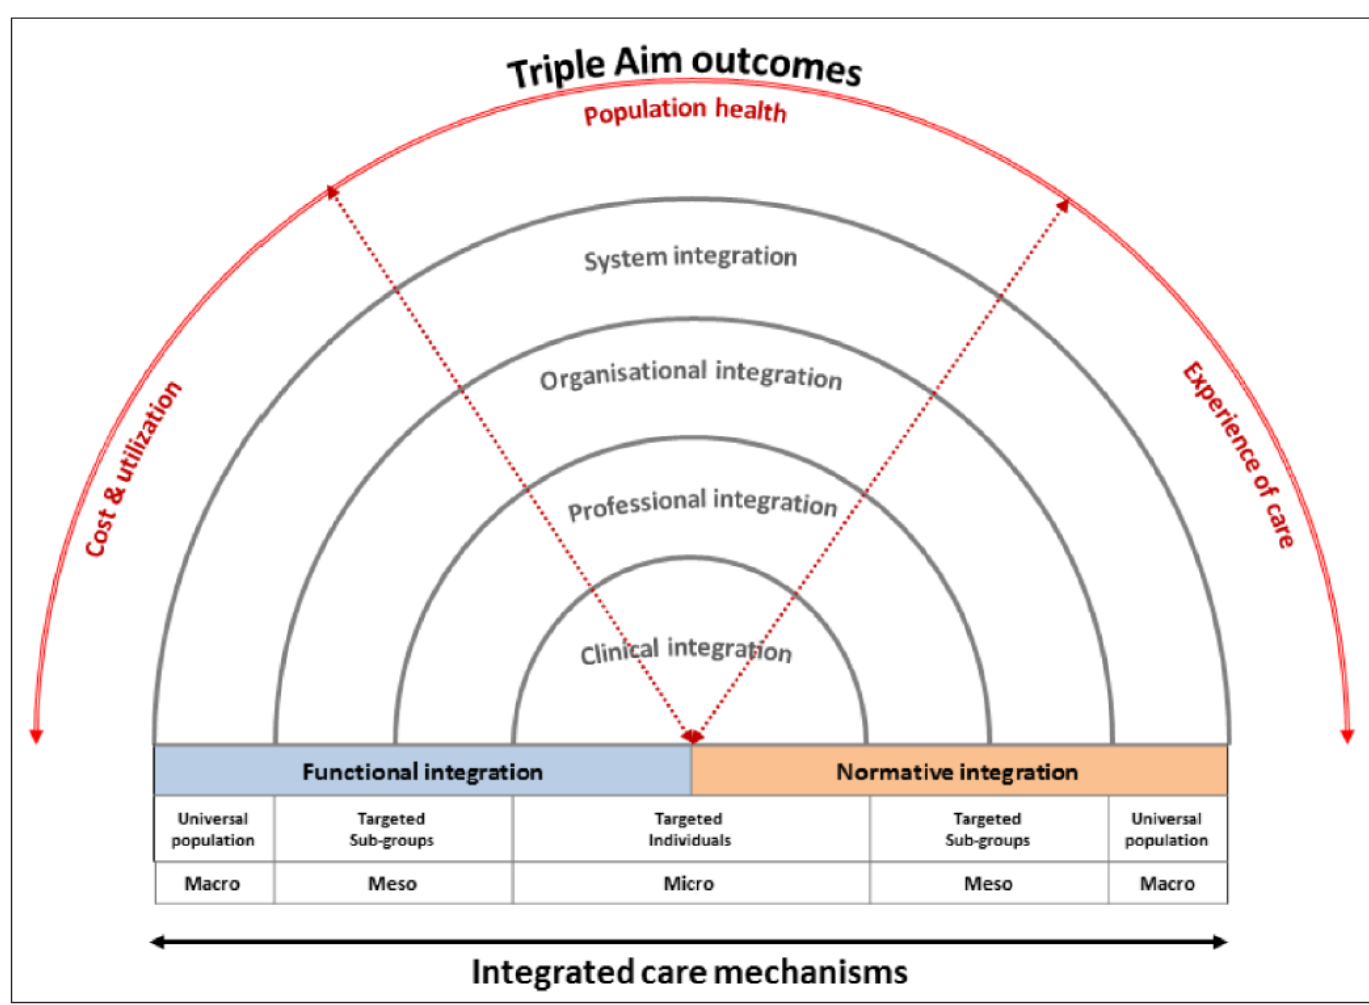 Triple Aim outcomes
Population health
System integration
Organisational integration
Cost & utilization
Experience of care
Professional integration
Clinical integration
Functional integration
Normative integration
Universal
population
Targeted
Sub-groups
Targeted
Individuals
Targeted
Sub-groups
Universal
population
Macro
Meso
Micro
Meso
Macro
Integrated care mechanisms